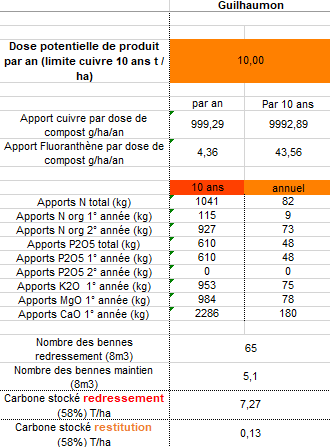 Guilhaumon
Dose potentielle de produit
par an (limite cuivre 10 ans t /
ha)
10,00
par an Par 10 ans
Apport cuivre par dose de
compost g/ha/an
999,29 9992,89
Apport Fluoranthène par dose de
compost g/ha/an
4,36 43,56
10 ans annuel
Apports N total (kg) 1041 82
Apports N org 1° année (kg) 115 9
Apports N org 2° année (kg) 927 73
Apports P2O5 total (kg) 610 48
Apports P2O5 1° année (kg) 610 48
Apports P2O5 2° année (kg) 0 0
Apports K2O 1° année (kg) 953 75
Apports MgO 1° année (kg) 984 78
Apports CaO 1° année (kg) 2286 180
Nombre des bennes
redressement (8m3)
65
Nombre des bennes maintien
(8m3)
5,1
Carbone stocké redressement
(58%) T/ha
7,27
Carbone stocké restitution
(58%) T/ha
0,13